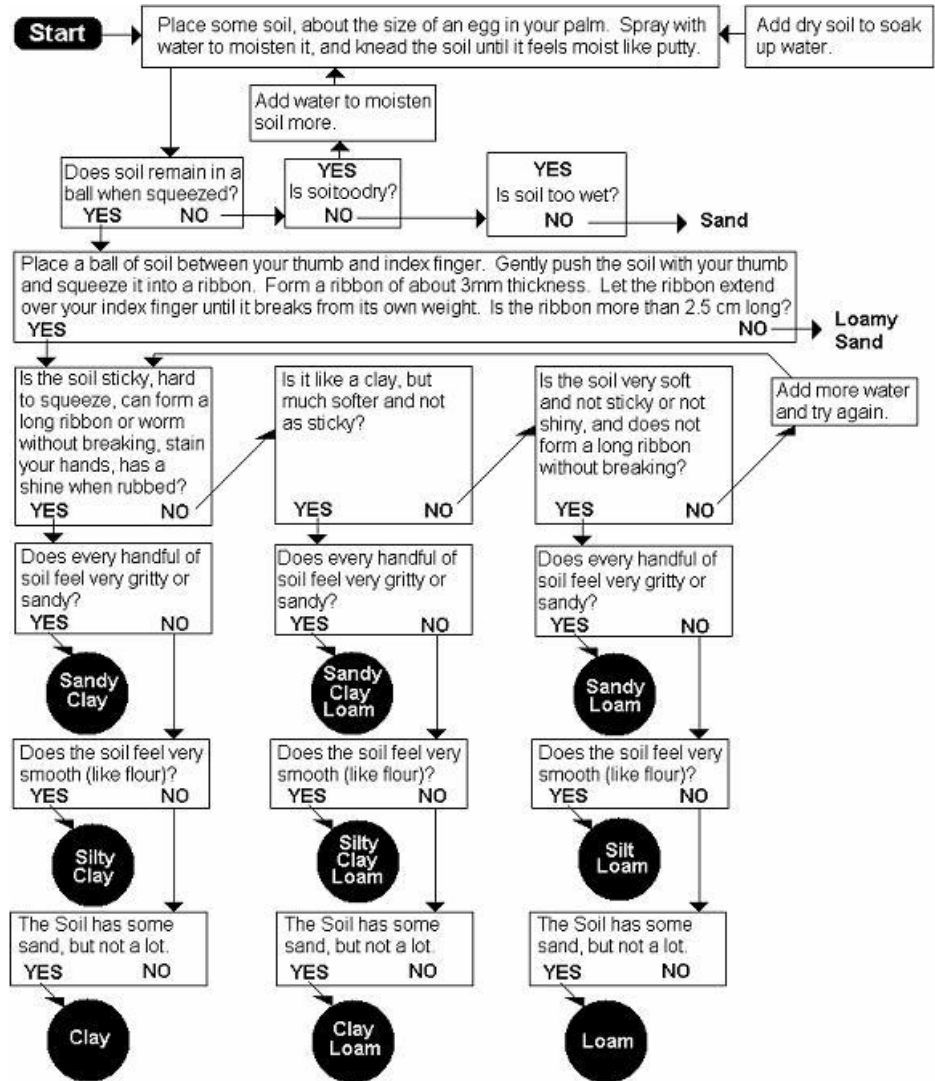 Start
Place some soil, about the size of an egg in your palm. Spray with
water to moisten it, and knead the soil until it feels moist like putty.
Add dry soil to soak
up water.
Add water to moisten
soil more.
Does soil remain in a
ball when squeezed?
YES NO
YES
Is soitoodry?
NO
YES
Is soil too wet?
NO
Sand
Place a ball of soil between your thumb and index finger. Gently push the soil with your thumb
and squeeze it into a ribbon. Form a ribbon of about 3mm thickness. Let the ribbon extend
over your index finger until it breaks from its own weight. Is the ribbon more than 2.5 cm long?
YES NO
Loamy
Sand
Is the soil sticky, hard
to squeeze, can form a
long ribbon or worm
without breaking, stain
your hands, has a
shine when rubbed?
YES NO
Is it like a clay, but
much softer and not
as sticky?
YES NO
Is the soil very soft
and not sticky or not
shiny, and does not
form a long ribbon
without breaking?
YES NO
Add more water
and try again.
Does every handful of
soil feel very gritty or
sandy?
YES NO
Does every handful of
soil feel very gritty or
sandy?
YES NO
Does every handful of
soil feel very gritty or
sandy?
YES NO
Sandy
Clay
Sandy
Clay
Loam
Sandy
Loam
Does the soil feel very
smooth (like flour)?
YES NO
Does the soil feel very
smooth (like flour)?
YES NO
Does the soil feel very
smooth (like flour)?
YES NO
Silty
Clay
Silty
Clay
Loam
Silt
Loam
The Soil has some
sand, but not a lot.
YES NO
The Soil has some
sand, but not a lot.
YES NO
The Soil has some
sand, but not a lot.
YES NO
Clay
Clay
Loam
Loam